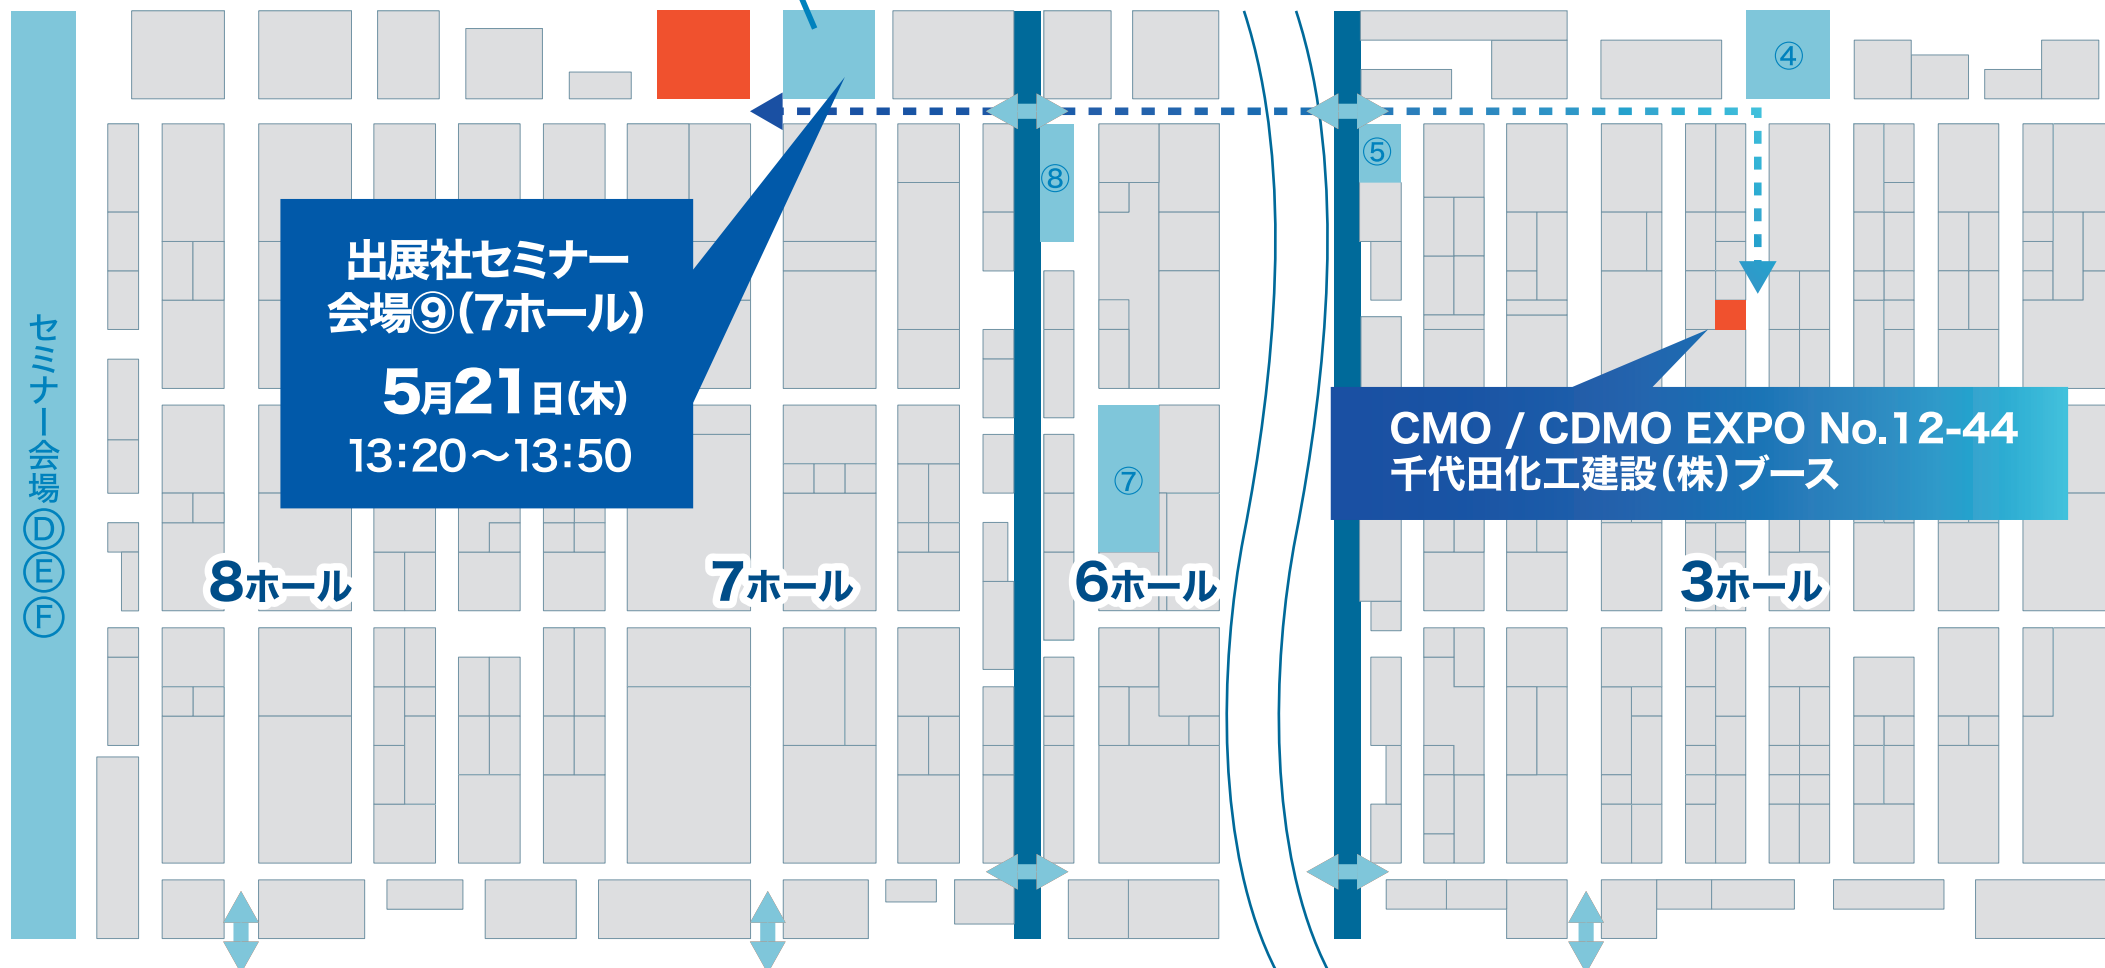 ④
⑤
⑧
出展社セミナー
会場⑨(7ホール)
5月21日(木)
13:20～13:50
セミナー会場ⒹⒺⒻ
CMO / CDMO EXPO No.12-44
千代田化工建設(株)ブース
⑦
8ホール
7ホール
6ホール
3ホール